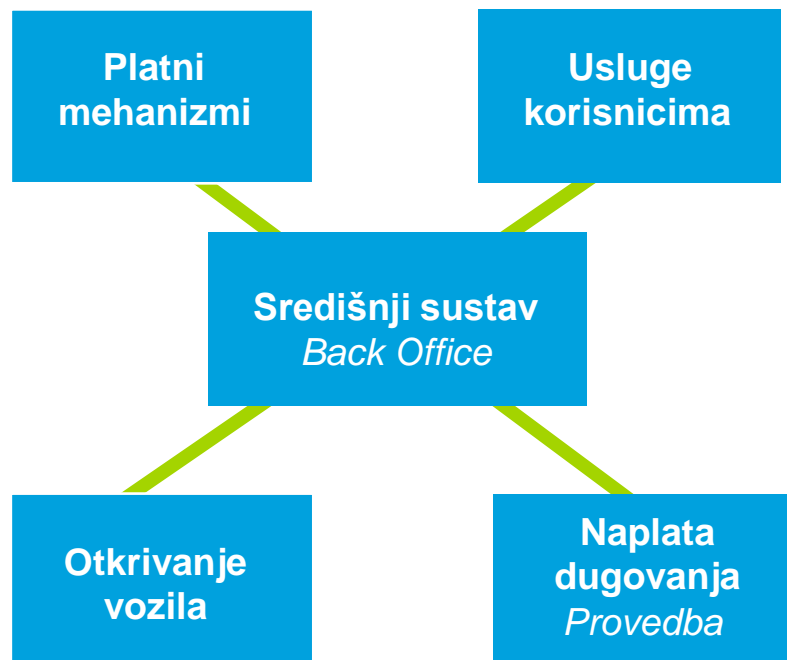 Platni
mehanizmi
Usluge
korisnicima
Središnji sustav
Back Office
Otkrivanje
vozila
Naplata
dugovanja
Provedba